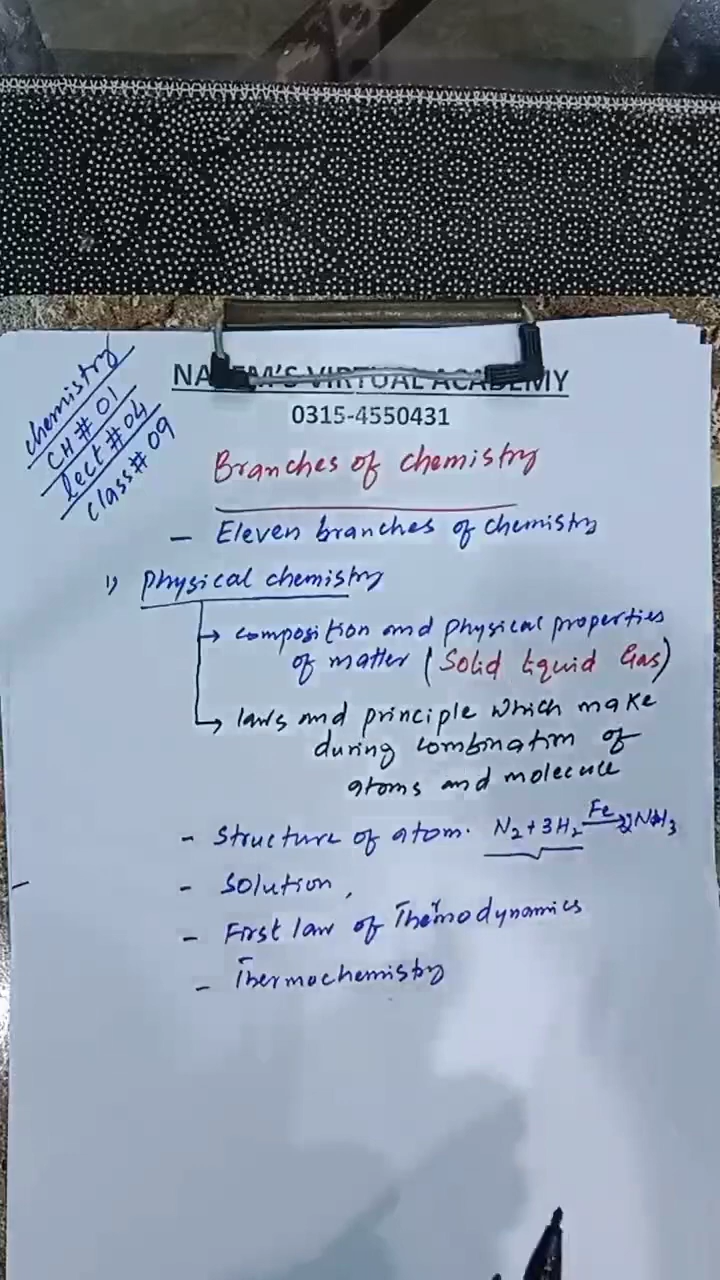 chemistry
CH # 01
lect # 04
class # 09
VIRTUAL ACADEMY
0315-4550431
Branches of chemistry
- Eleven branches of chemistry
1) Physical chemistry
→ composition and physical properties
of matter (Solid liquid Gas)
→ laws and principle which make
during combination of
atoms and molecule
- Structure of atom. N₂ + 3H₂ Fe→ 2NH₃
- Solution,
- First law of Thermodynamics
- Thermochemistry